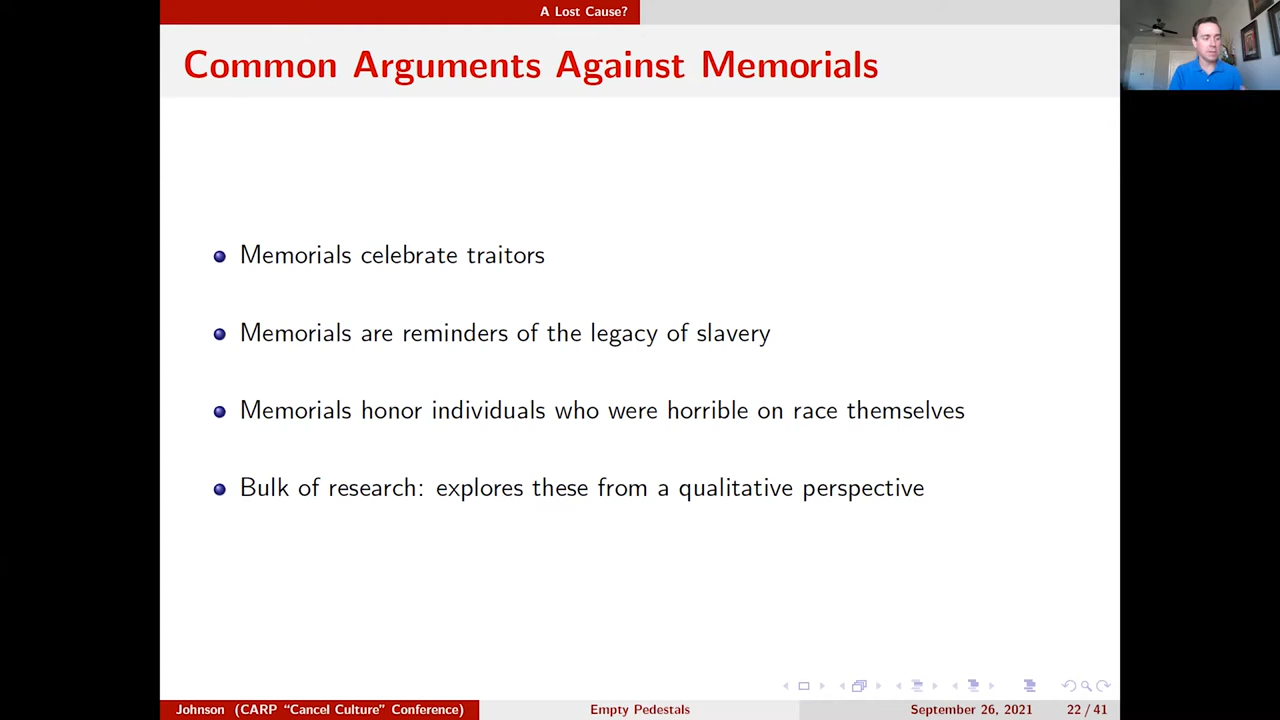 A Lost Cause?
Common Arguments Against Memorials
Memorials celebrate traitors
Memorials are reminders of the legacy of slavery
Memorials honor individuals who were horrible on race themselves
Bulk of research: explores these from a qualitative perspective
Johnson (CARP “Cancel Culture” Conference) Empty Pedestals September 26, 2021 22 / 41